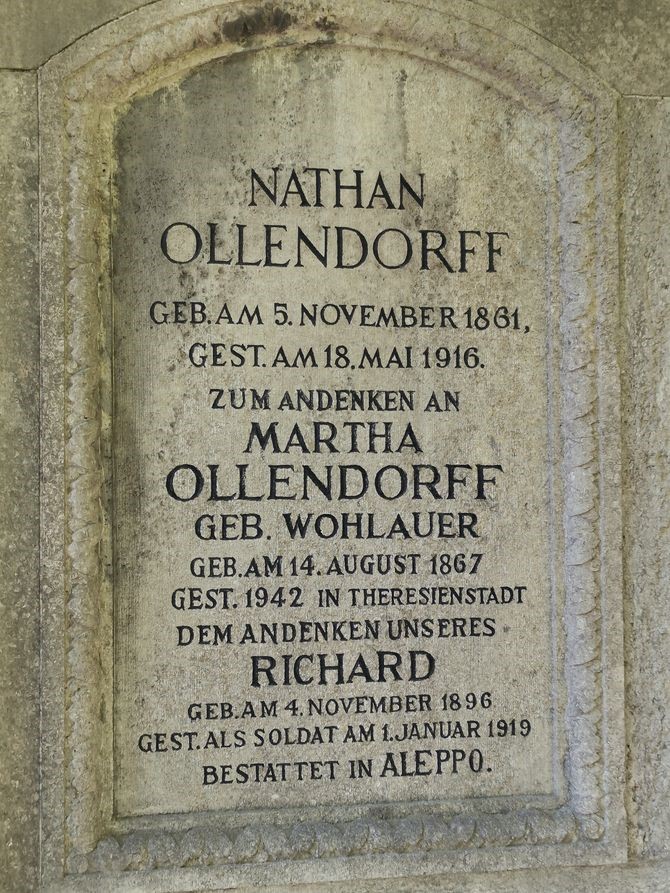 NATHAN
OLLENDORFF
GEB. AM 5. NOVEMBER 1861,
GEST. AM 18. MAI 1916.
ZUM ANDENKEN AN
MARTHA
OLLENDORFF
GEB. WOHLAUER
GEB. AM 14. AUGUST 1867
GEST. 1942 IN THERESIENSTADT
DEM ANDENKEN UNSERES
RICHARD
GEB. AM 4. NOVEMBER 1896
GEST. ALS SOLDAT AM 1. JANUAR 1919
BESTATTET IN ALEPPO.